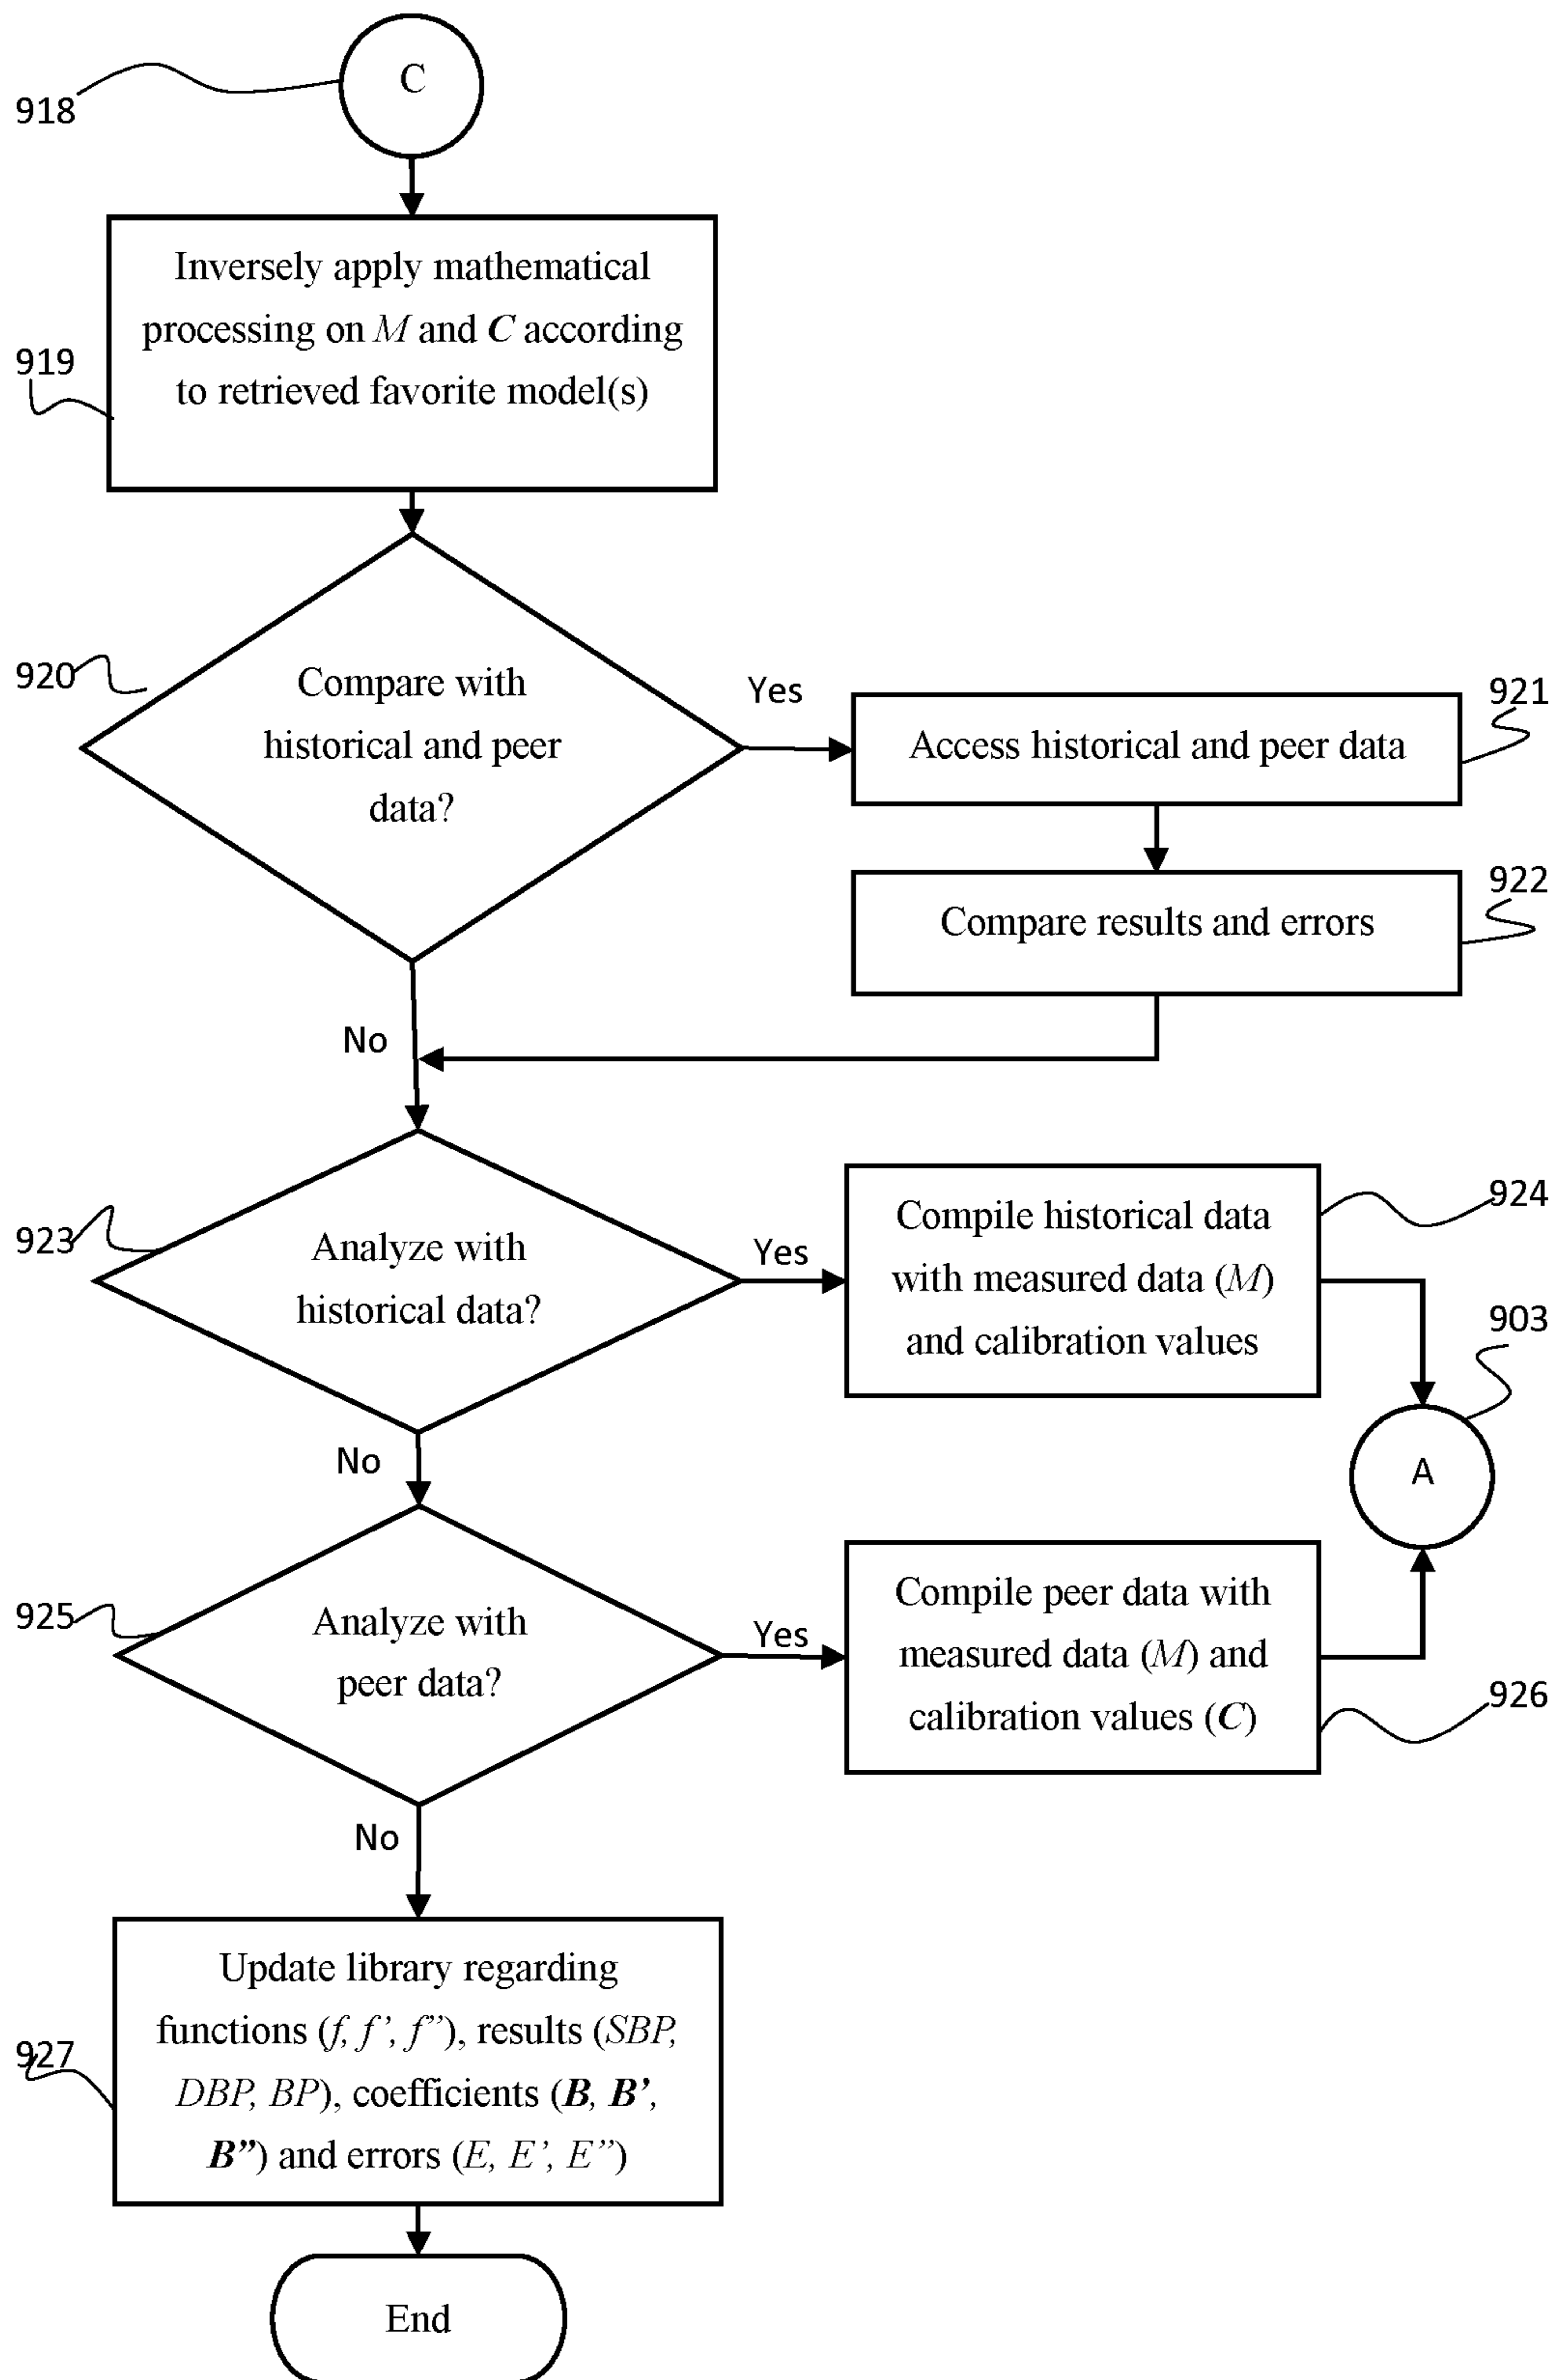 C
918
Inversely apply mathematical
processing on M and C according
to retrieved favorite model(s)
919
920
Compare with
historical and peer
data?
Yes
921
Access historical and peer data
922
Compare results and errors
No
923
Analyze with
historical data?
Yes
924
Compile historical data
with measured data (M)
and calibration values
903
A
No
925
Analyze with
peer data?
Yes
Compile peer data with
measured data (M) and
calibration values (C)
926
No
927
Update library regarding
functions (f, f’, f”), results (SBP,
DBP, BP), coefficients (B, B’,
B”) and errors (E, E’, E”)
End